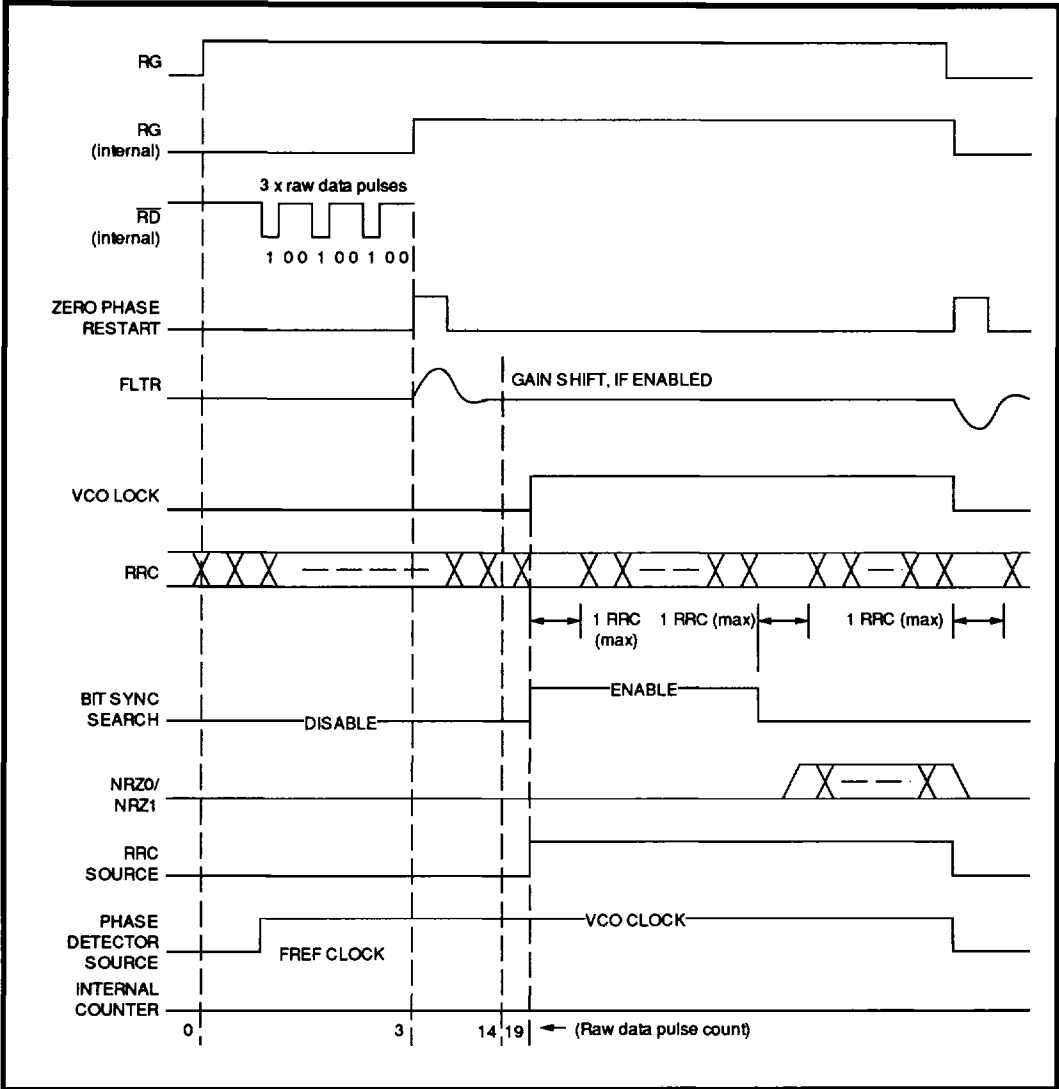 RG
RG
(internal)
3 x raw data pulses
RD
(internal)
1 0 0 1 0 0 1 0 0
ZERO PHASE
RESTART
FLTR
GAIN SHIFT, IF ENABLED
VCO LOCK
RRC
1 RRC
(max)
1 RRC (max)
1 RRC (max)
BIT SYNC
SEARCH
DISABLE
ENABLE
NRZ0/
NRZ1
RRC
SOURCE
PHASE
DETECTOR
SOURCE
FREF CLOCK
VCO CLOCK
INTERNAL
COUNTER
0
3
14
19
(Raw data pulse count)